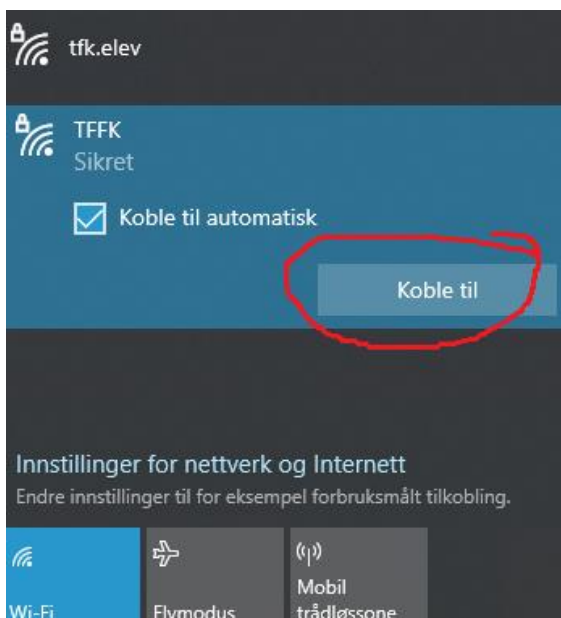 tfk.elev
TFFK
Sikret
Koble til automatisk
Koble til
Innstillinger for nettverk og Internett
Endre innstillinger til for eksempel forbruksmålt tilkobling.
Mobil
Wi-Fi Flymodus trådløssone